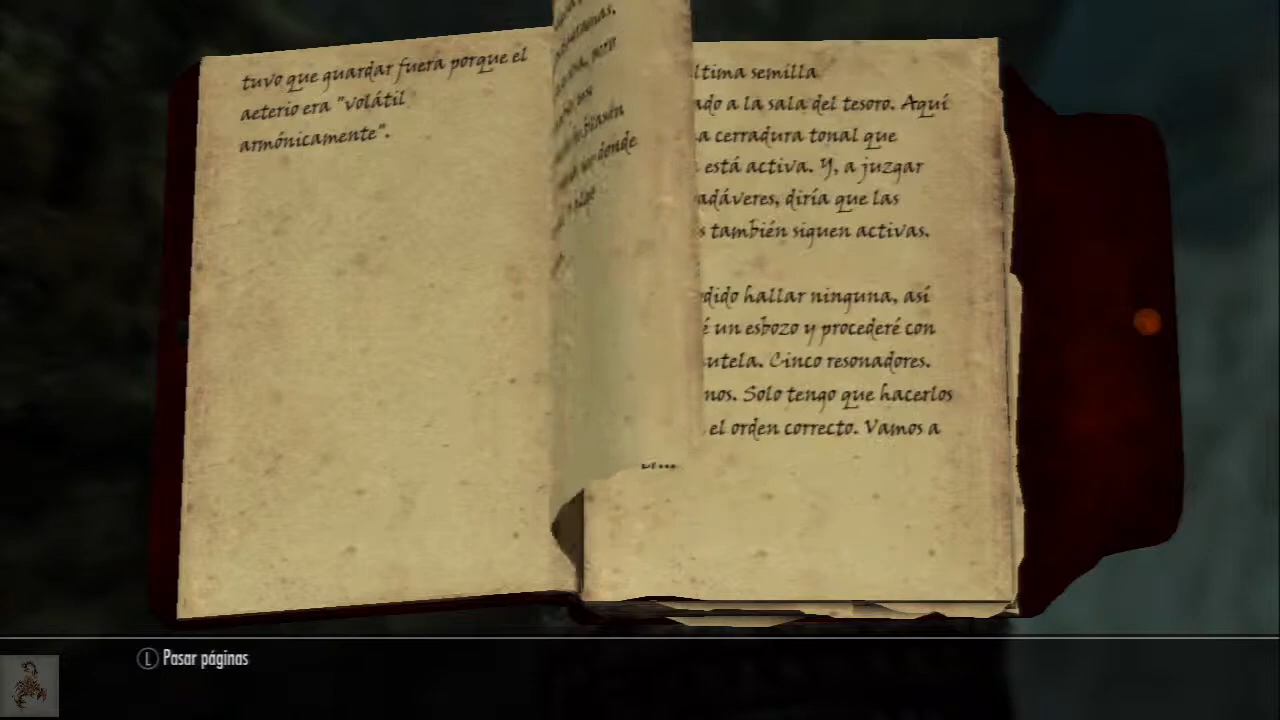 tuvo que guardar fuera porque el
aeterio era "volátil
armónicamente".
donde
ltima semilla
ado a la sala del tesoro. Aquí
a cerradura tonal que
está activa. Y, a juzgar
adáveres, diría que las
s también siguen activas.
dido hallar ninguna, así
é un esbozo y procederé con
utela. Cinco resonadores.
nos. Solo tengo que hacerlos
el orden correcto. Vamos a
L Pasar páginas